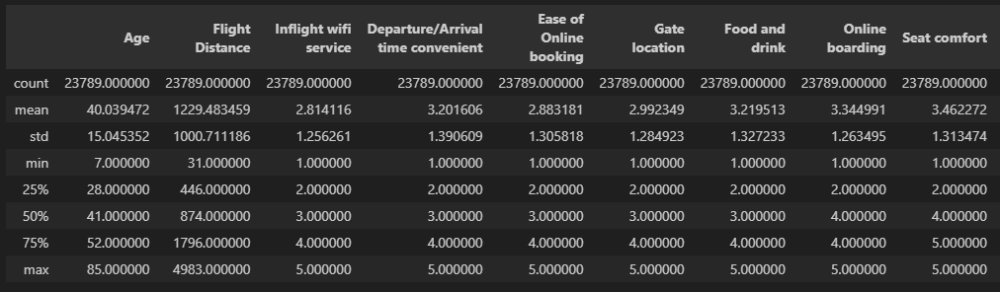 Age Flight Distance Inflight wifi service Departure/Arrival time convenient Ease of Online booking Gate location Food and drink Online boarding Seat comfort
count 23789.000000 23789.000000 23789.000000 23789.000000 23789.000000 23789.000000 23789.000000 23789.000000 23789.000000
mean 40.039472 1229.483459 2.814116 3.201606 2.883181 2.992349 3.219513 3.344991 3.462272
std 15.045352 1000.711186 1.256261 1.390609 1.305818 1.284923 1.327233 1.263495 1.313474
min 7.000000 31.000000 1.000000 1.000000 1.000000 1.000000 1.000000 1.000000 1.000000
25% 28.000000 446.000000 2.000000 2.000000 2.000000 2.000000 2.000000 2.000000 2.000000
50% 41.000000 874.000000 3.000000 3.000000 3.000000 3.000000 3.000000 4.000000 4.000000
75% 52.000000 1796.000000 4.000000 4.000000 4.000000 4.000000 4.000000 4.000000 5.000000
max 85.000000 4983.000000 5.000000 5.000000 5.000000 5.000000 5.000000 5.000000 5.000000